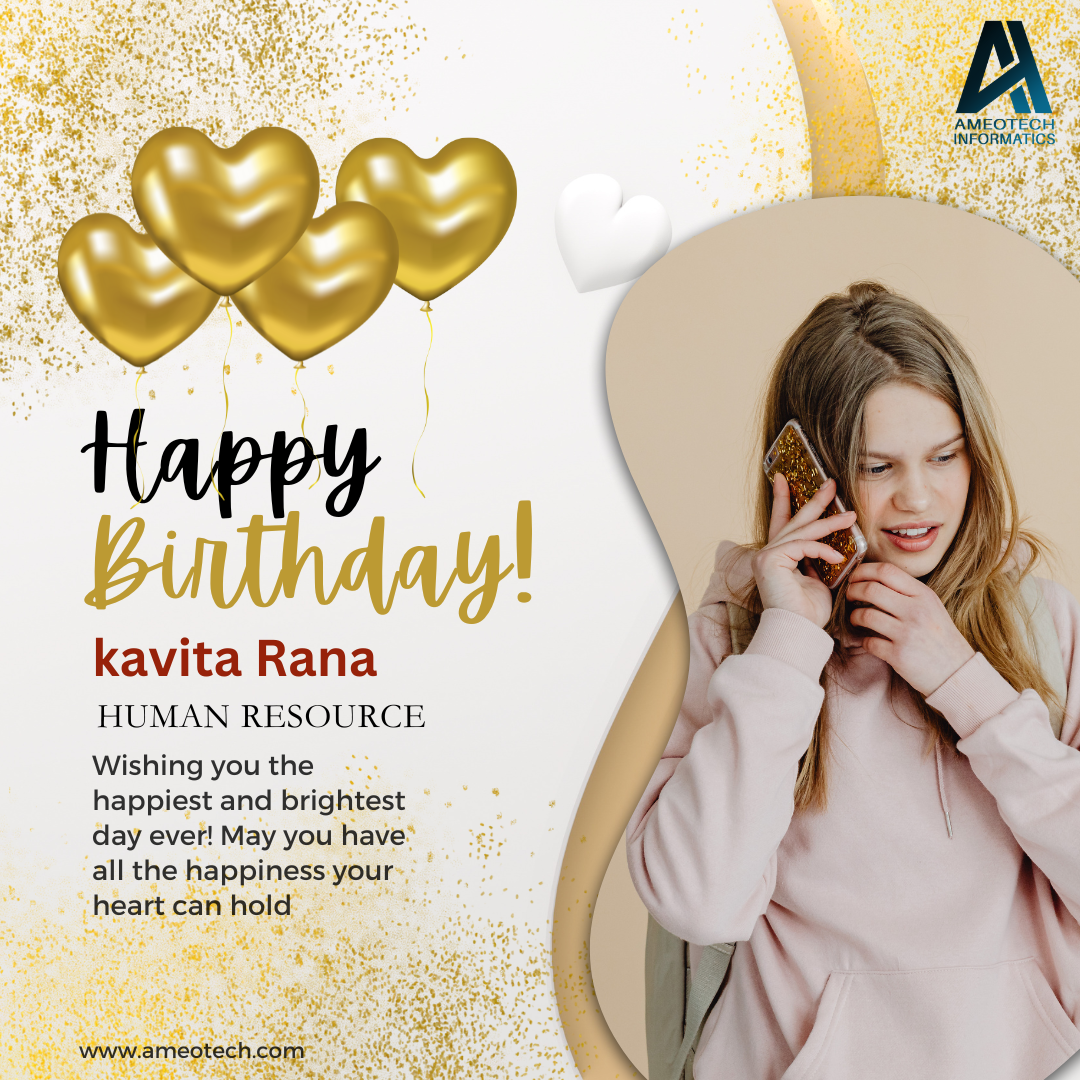 AMEOTECH
INFORMATICS
Happy
Birthday!
kavita Rana
HUMAN RESOURCE
Wishing you the
happiest and brightest
day ever! May you have
all the happiness your
heart can hold
www.ameotech.com